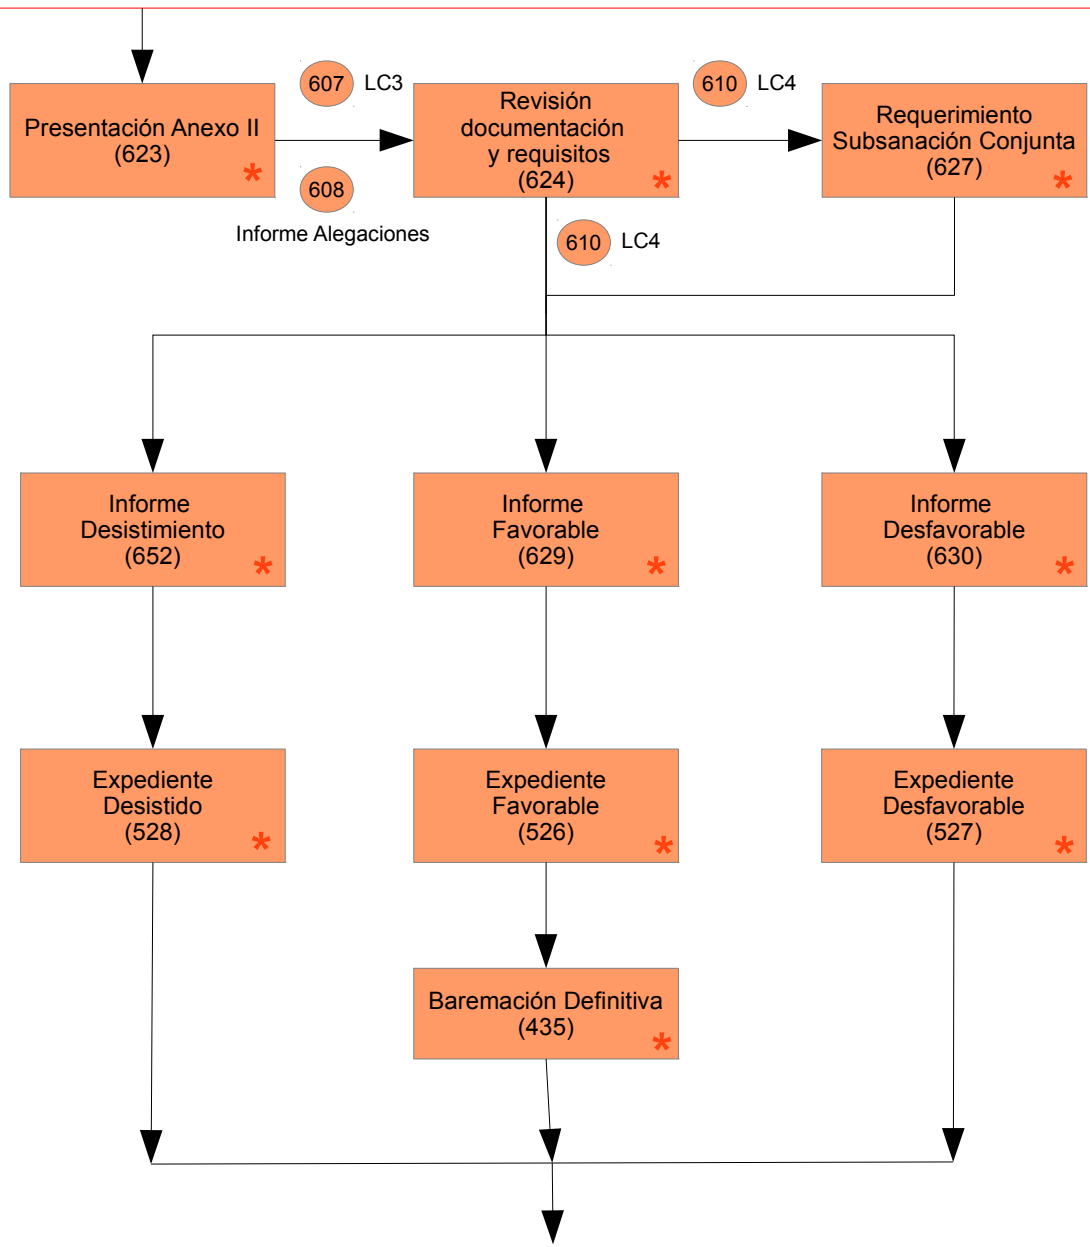 607 LC3
610 LC4
Presentación Anexo II
(623)
*
Revisión
documentación
y requisitos
(624)
*
Requerimiento
Subsanación Conjunta
(627)
*
608
Informe Alegaciones
610 LC4
Informe
Desistimiento
(652)
*
Informe
Favorable
(629)
*
Informe
Desfavorable
(630)
*
Expediente
Desistido
(528)
*
Expediente
Favorable
(526)
*
Expediente
Desfavorable
(527)
*
Baremación Definitiva
(435)
*